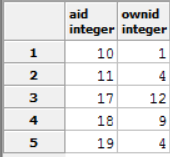 aid ownid
integer integer
1 10 1
2 11 4
3 17 12
4 18 9
5 19 4